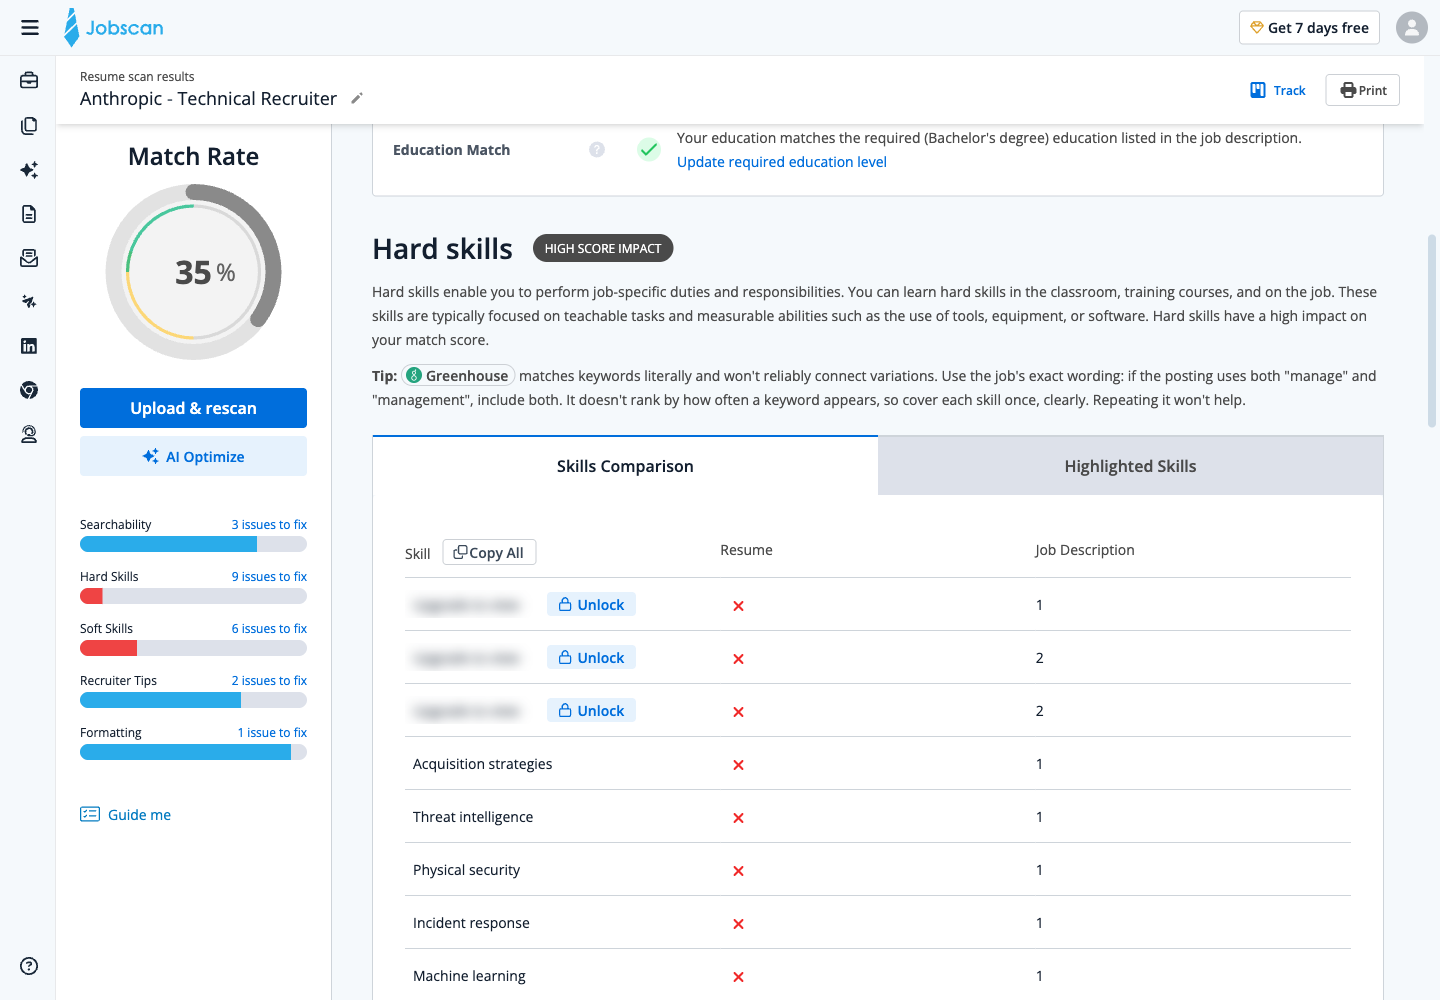 Jobscan
Get 7 days free
Resume scan results
Anthropic - Technical Recruiter
Track
Print
Match Rate
35 %
Upload & rescan
AI Optimize
Searchability
3 issues to fix
Hard Skills
9 issues to fix
Soft Skills
6 issues to fix
Recruiter Tips
2 issues to fix
Formatting
1 issue to fix
Guide me
Education Match
Your education matches the required (Bachelor's degree) education listed in the job description.
Update required education level
Hard skills
HIGH SCORE IMPACT
Hard skills enable you to perform job-specific duties and responsibilities. You can learn hard skills in the classroom, training courses, and on the job. These
skills are typically focused on teachable tasks and measurable abilities such as the use of tools, equipment, or software. Hard skills have a high impact on
your match score.
Tip: Greenhouse matches keywords literally and won't reliably connect variations. Use the job's exact wording: if the posting uses both "manage" and
"management", include both. It doesn't rank by how often a keyword appears, so cover each skill once, clearly. Repeating it won't help.
Skills Comparison
Highlighted Skills
Skill Copy All Resume Job Description
Unlock 1
Unlock 2
Unlock 2
Acquisition strategies 1
Threat intelligence 1
Physical security 1
Incident response 1
Machine learning 1